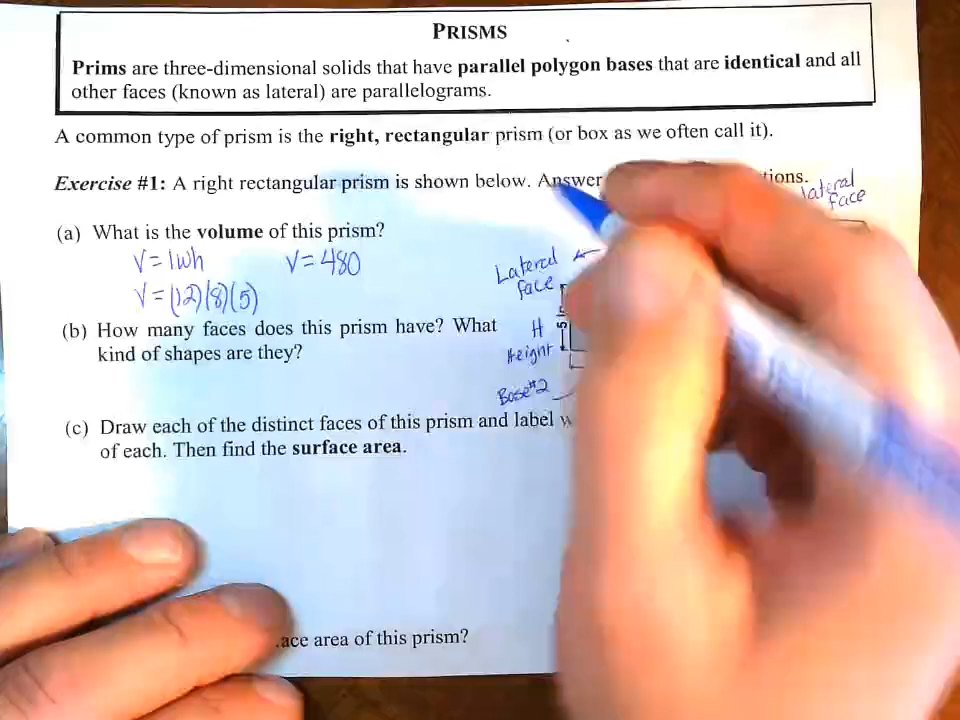 PRISMS
Prims are three-dimensional solids that have parallel polygon bases that are identical and all
other faces (known as lateral) are parallelograms.
A common type of prism is the right, rectangular prism (or box as we often call it).
Exercise #1: A right rectangular prism is shown below. Answer tions.
lateral
face
(a) What is the volume of this prism?
V = lwh V = 480
V = (12)(8)(5)
Lateral
face
(b) How many faces does this prism have? What
kind of shapes are they?
H 5
Height
Base #2
(c) Draw each of the distinct faces of this prism and label
of each. Then find the surface area.
ace area of this prism?